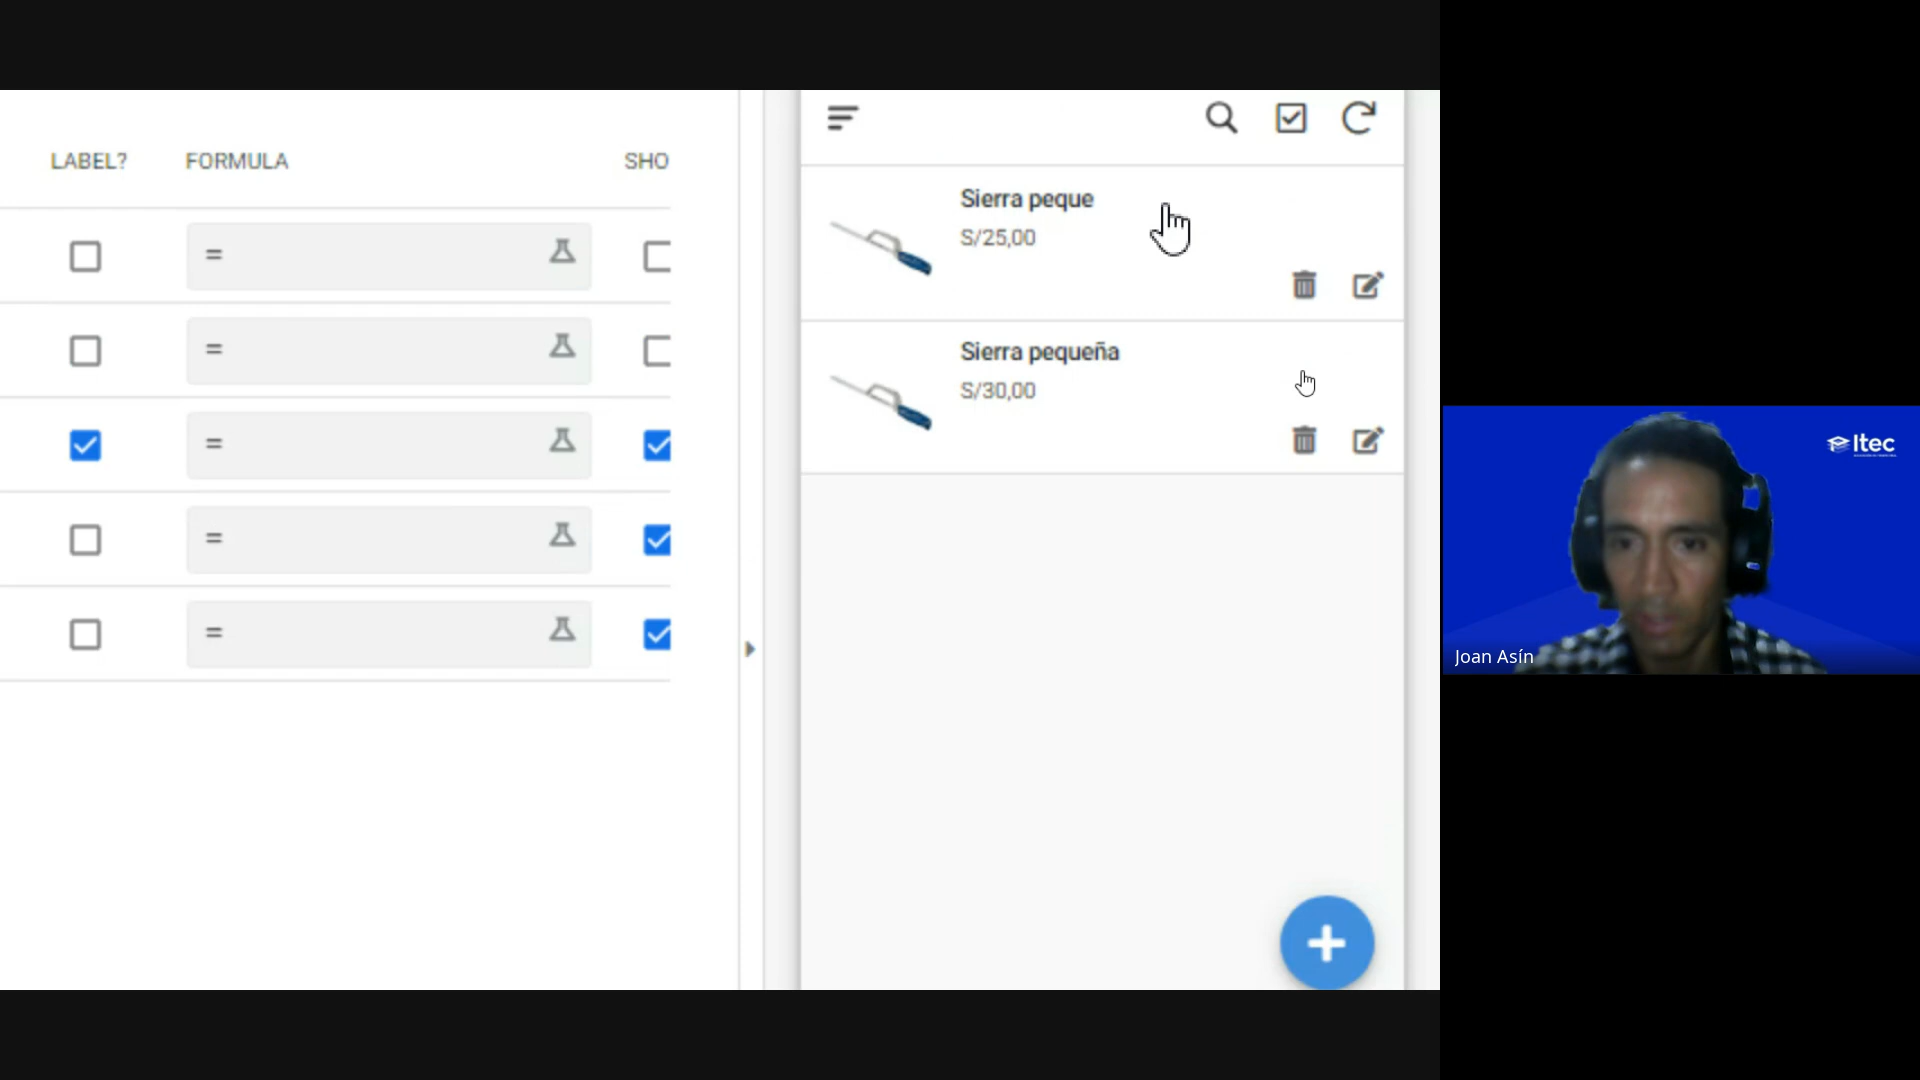 LABEL? FORMULA SHO
=
=
=
=
=
Sierra peque
S/25,00
Sierra pequeña
S/30,00
Itec
Joan Asín